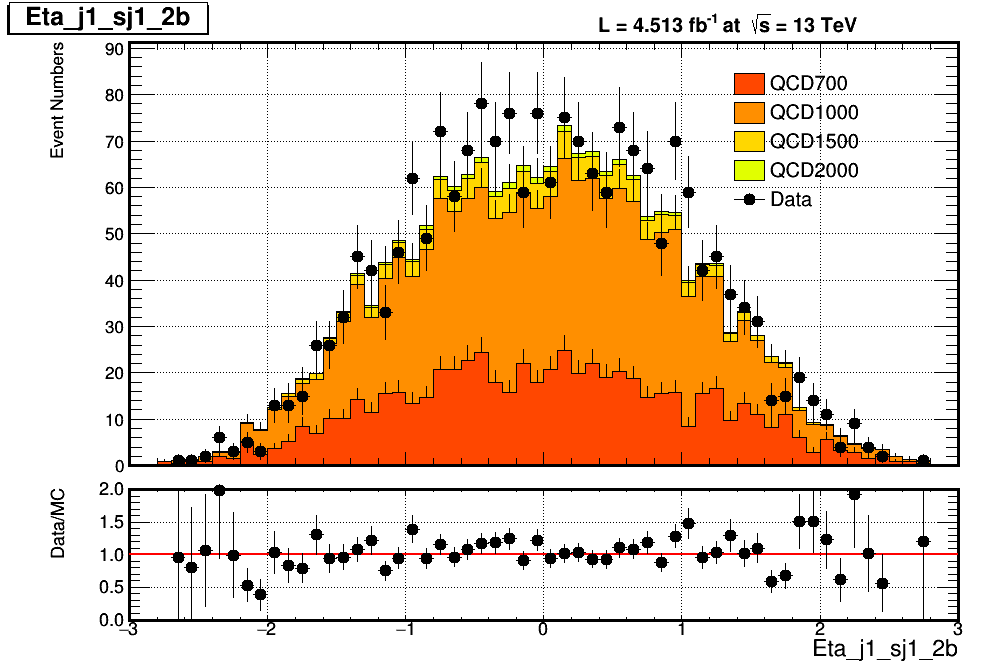 Eta_j1_sj1_2b
L = 4.513 fb-1 at √s = 13 TeV
Event Numbers
90
80
70
60
50
40
30
20
10
0
QCD700
QCD1000
QCD1500
QCD2000
Data
Data/MC
2.0
1.5
1.0
0.5
0.0
−3 −2 −1 0 1 2 3
Eta_j1_sj1_2b